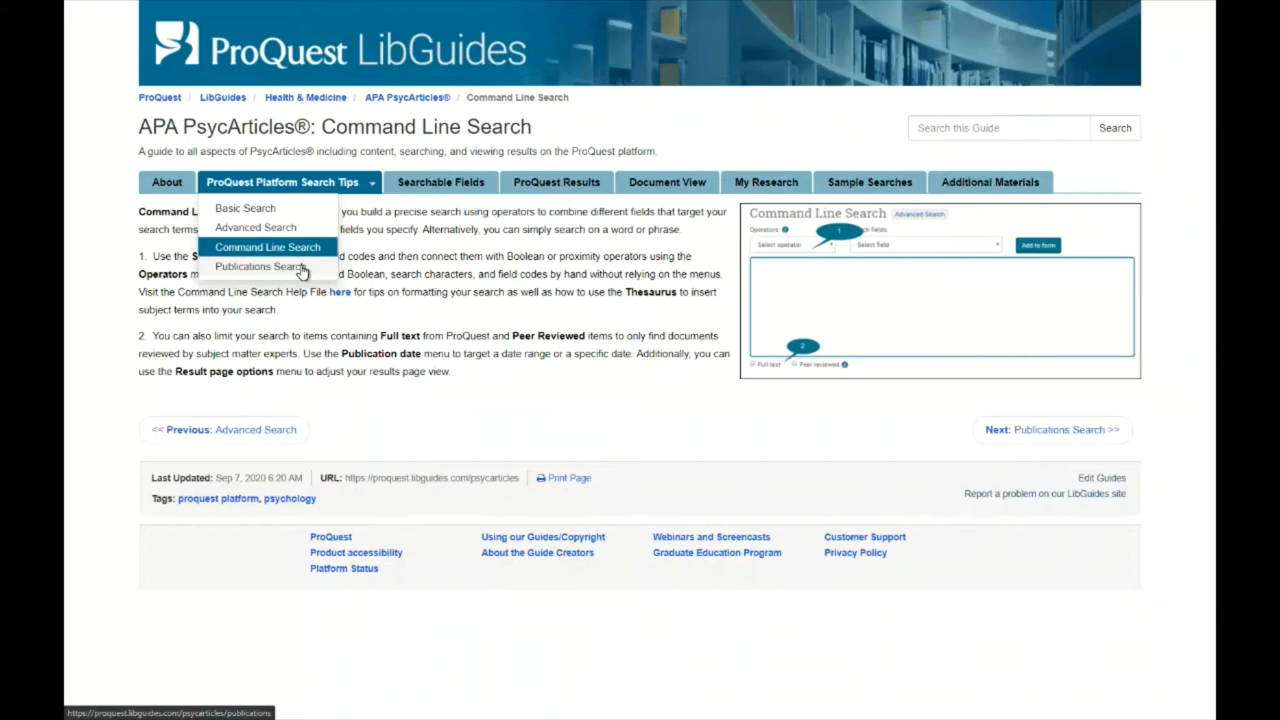 ProQuest LibGuides
ProQuest / LibGuides / Health & Medicine / APA PsycArticles® / Command Line Search
APA PsycArticles®: Command Line Search
Search this Guide Search
A guide to all aspects of PsycArticles® including content, searching, and viewing results on the ProQuest platform.
About ProQuest Platform Search Tips Searchable Fields ProQuest Results Document View My Research Sample Searches Additional Materials
Basic Search
Advanced Search
Command Line Search
Publications Search
Command L you build a precise search using operators to combine different fields that target your
search terms fields you specify. Alternatively, you can simply search on a word or phrase.
1. Use the S d codes and then connect them with Boolean or proximity operators using the
Operators m d Boolean, search characters, and field codes by hand without relying on the menus.
Visit the Command Line Search Help File here for tips on formatting your search as well as how to use the Thesaurus to insert
subject terms into your search.
2. You can also limit your search to items containing Full text from ProQuest and Peer Reviewed items to only find documents
reviewed by subject matter experts. Use the Publication date menu to target a date range or a specific date. Additionally, you can
use the Result page options menu to adjust your results page view.
Command Line Search Advanced Search
Operators: 1 ch fields:
Select operator Select field Add to form
2
Full text Peer reviewed
<< Previous: Advanced Search
Next: Publications Search >>
Last Updated: Sep 7, 2020 6:20 AM URL: https://proquest.libguides.com/psycarticles Print Page
Edit Guides
Tags: proquest platform, psychology
Report a problem on our LibGuides site
ProQuest Using our Guides/Copyright Webinars and Screencasts Customer Support
Product accessibility About the Guide Creators Graduate Education Program Privacy Policy
Platform Status
https://proquest.libguides.com/psycarticles/publications